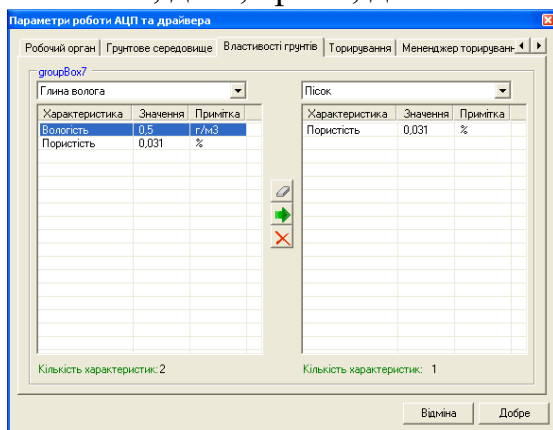 Параметри роботи АЦП та драйвера
Робочий орган Грунтове середовище Властивості грунтів Торирування Мененджер торируванн
groupBox7
Глина волога Пісок
Характеристика Значення Примітка Характеристика Значення Примітка
Вологість 0,5 г/м3 Пористість 0,031 %
Пористість 0,031 %
Кількість характеристик: 2 Кількість характеристик: 1
Відміна Добре